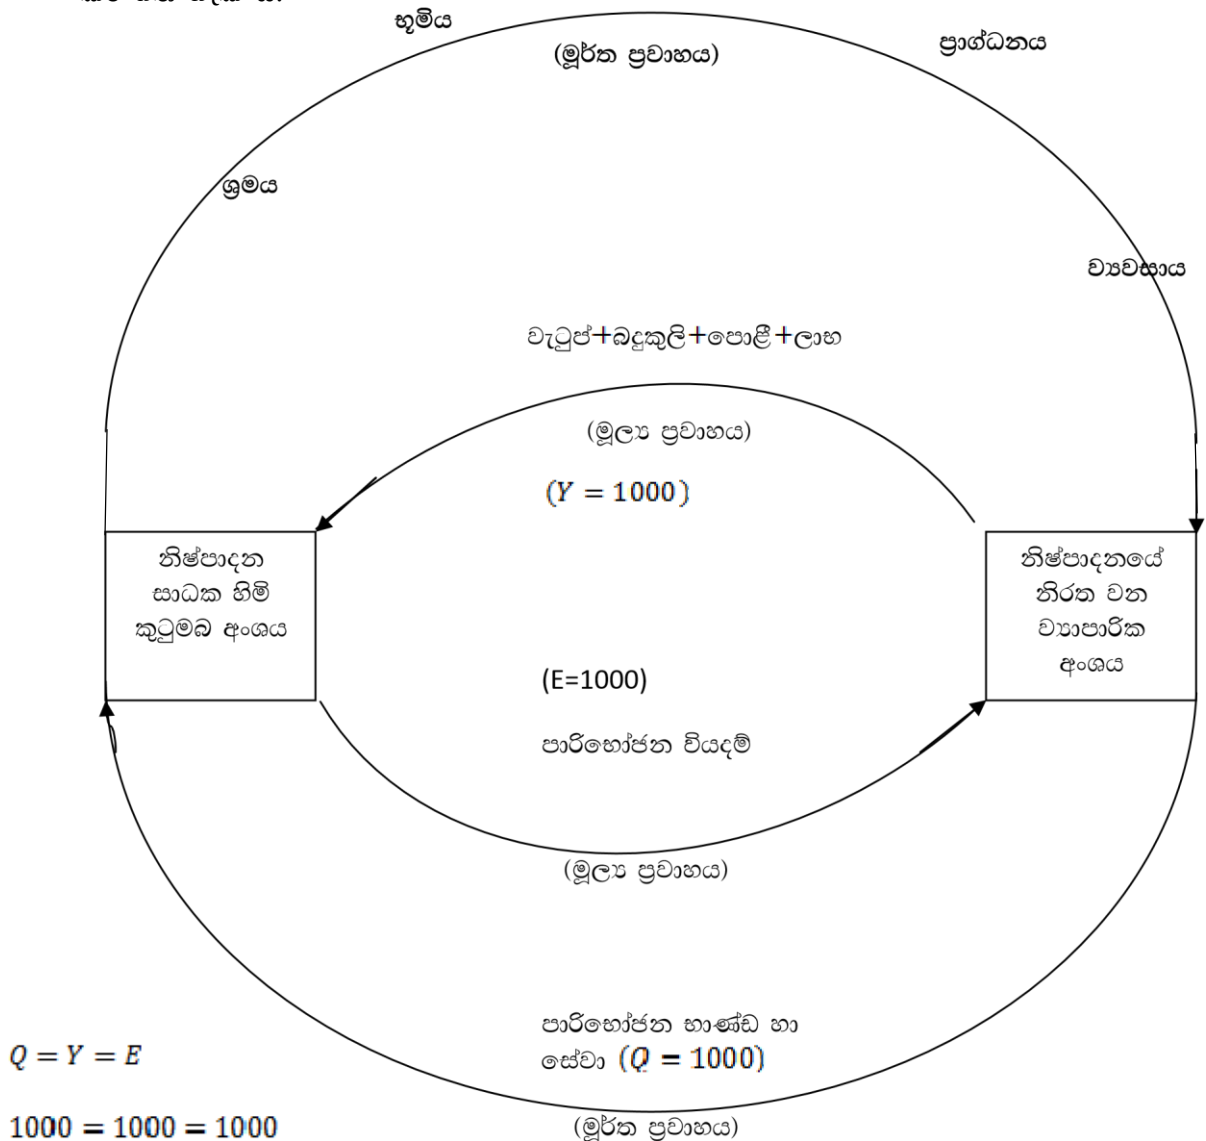 භූමිය
(මූර්ත ප්‍රවාහය)
ප්‍රාග්ධනය
ශ්‍රමය
ව්‍යවසාය
වැටුප්+බදුකුලි+පොළී+ලාභ
(මූල්‍ය ප්‍රවාහය)
(Y = 1000)
නිෂ්පාදන
සාධක හිමි
කුටුමබ අංශය
නිෂ්පාදනයේ
නිරත වන
ව්‍යාපාරික
අංශය
(E=1000)
පාරිභෝජන වියදම්
(මූල්‍ය ප්‍රවාහය)
පාරිභෝජන භාණ්ඩ හා
සේවා (Q = 1000)
Q = Y = E
1000 = 1000 = 1000
(මූර්ත ප්‍රවාහය)